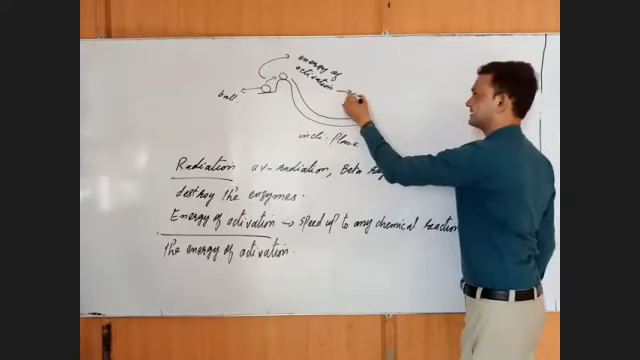 energy of
activation →
ball.
incli: Plane
Radiation uv-radiation, Beta
destroy the enzymes.
Energy of activation → speed up to any chemical reaction
the energy of activation.